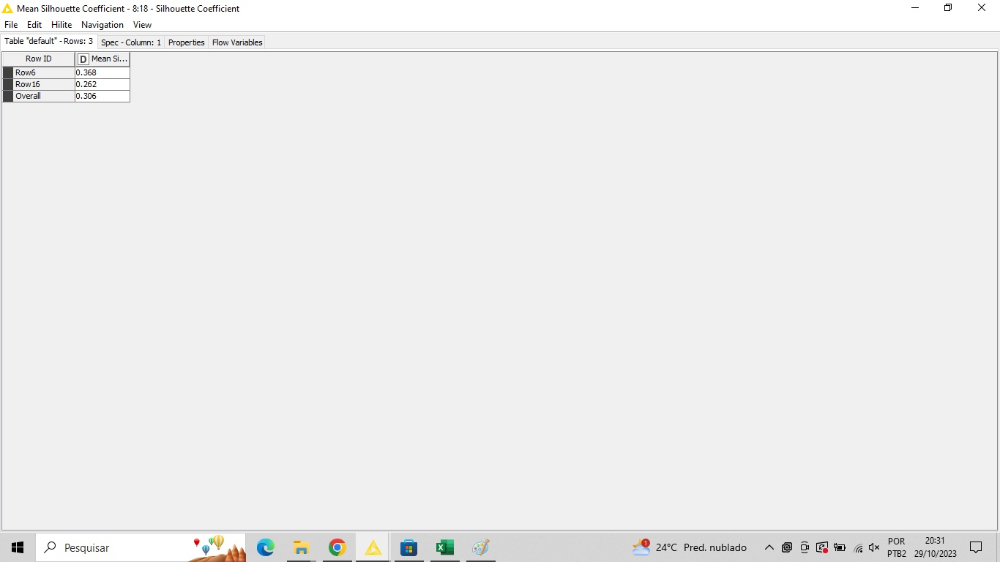 Mean Silhouette Coefficient - 8:18 - Silhouette Coefficient
File Edit Hilite Navigation View
Table "default" - Rows: 3 Spec - Column: 1 Properties Flow Variables
Row ID D Mean Si...
Row6 0.368
Row16 0.262
Overall 0.306
Pesquisar 1 24°C Pred. nublado POR PTB2 20:31 29/10/2023